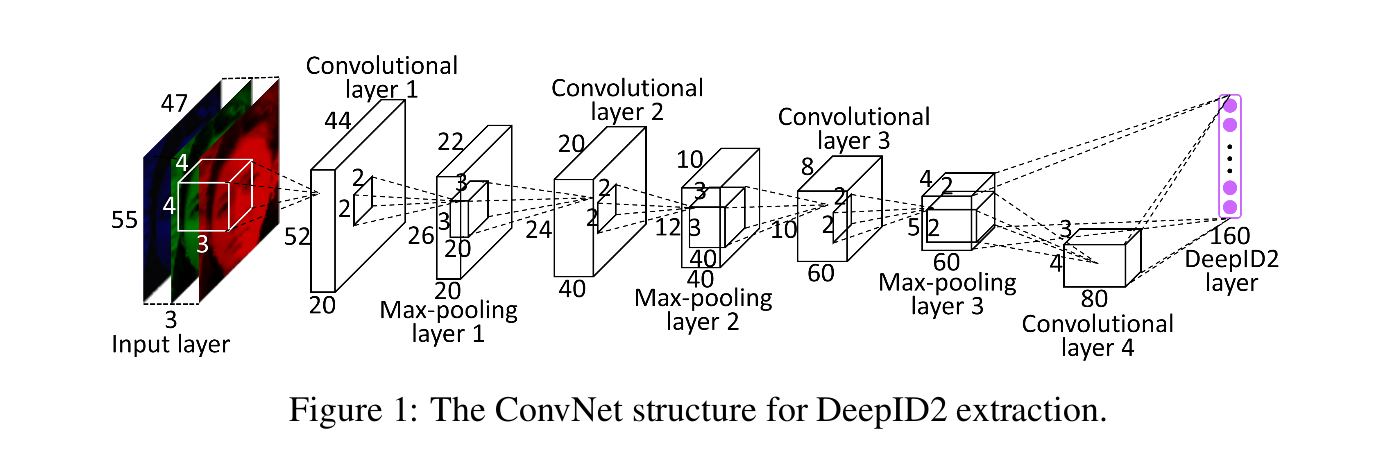 Convolutional
layer 1
Convolutional
layer 2
Convolutional
layer 3
47
4
4
3
55
3
Input layer
44
2
2
52
20
22
3
3
20
26
20
Max-pooling
layer 1
20
2
2
24
40
10
3
3
40
12
40
Max-pooling
layer 2
8
2
2
10
60
4
2
2
5
60
Max-pooling
layer 3
3
4
80
Convolutional
layer 4
160
DeepID2
layer
Figure 1: The ConvNet structure for DeepID2 extraction.